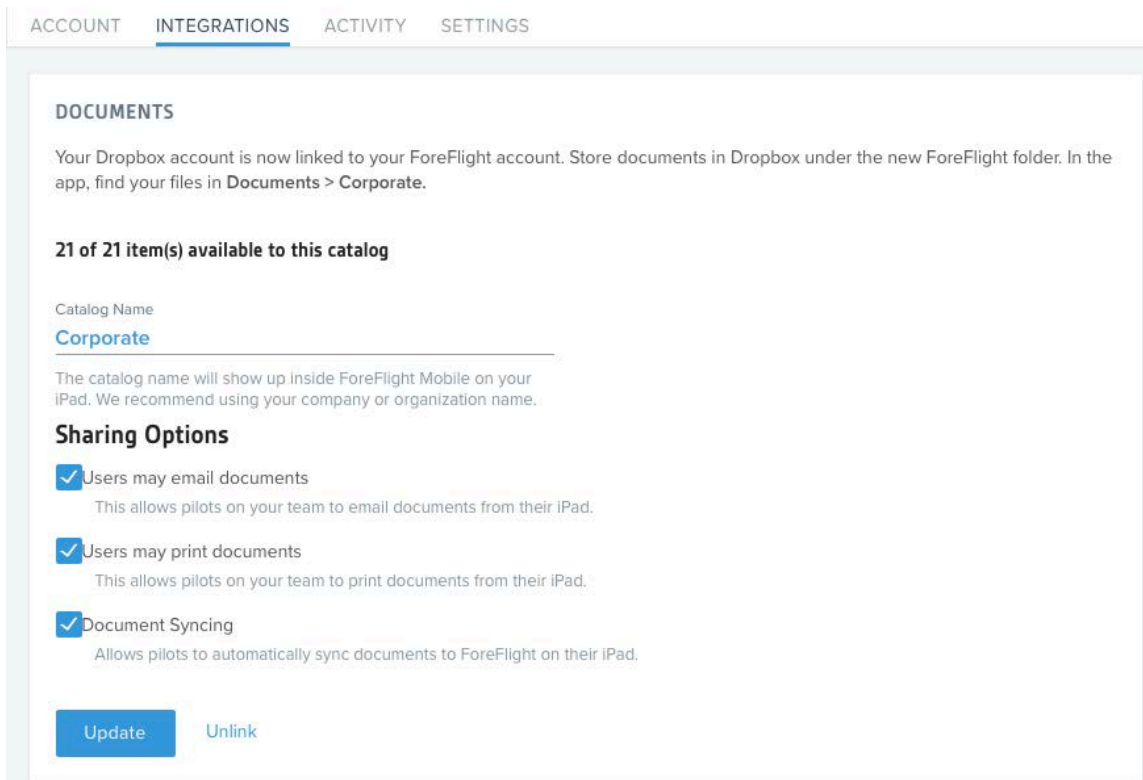 ACCOUNT INTEGRATIONS ACTIVITY SETTINGS
DOCUMENTS
Your Dropbox account is now linked to your ForeFlight account. Store documents in Dropbox under the new ForeFlight folder. In the
app, find your files in Documents > Corporate.
21 of 21 item(s) available to this catalog
Catalog Name
Corporate
The catalog name will show up inside ForeFlight Mobile on your
iPad. We recommend using your company or organization name.
Sharing Options
Users may email documents
This allows pilots on your team to email documents from their iPad.
Users may print documents
This allows pilots on your team to print documents from their iPad.
Document Syncing
Allows pilots to automatically sync documents to ForeFlight on their iPad.
Update Unlink